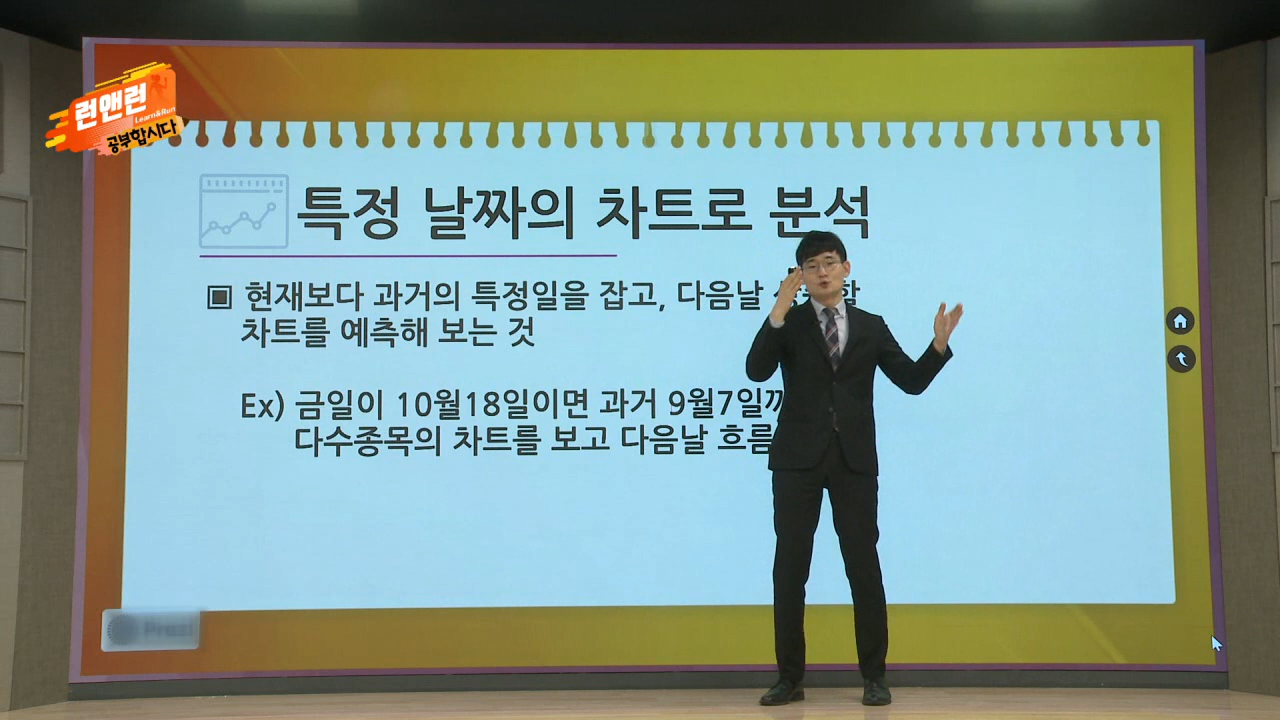 런앤런
Learn&Run
공부합시다
특정 날짜의 차트로 분석
현재보다 과거의 특정일을 잡고, 다음날
차트를 예측해 보는 것
Ex) 금일이 10월18일이면 과거 9월7일까
다수종목의 차트를 보고 다음날 흐름